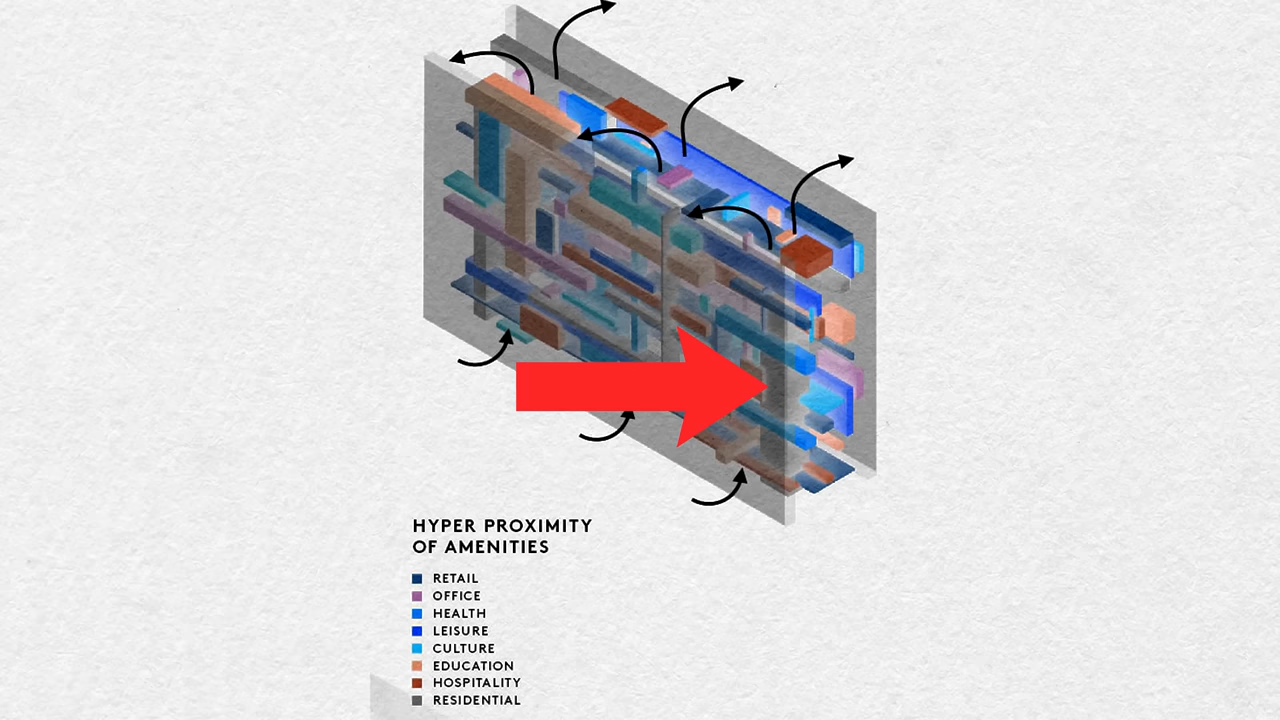 HYPER PROXIMITY
OF AMENITIES
RETAIL
OFFICE
HEALTH
LEISURE
CULTURE
EDUCATION
HOSPITALITY
RESIDENTIAL